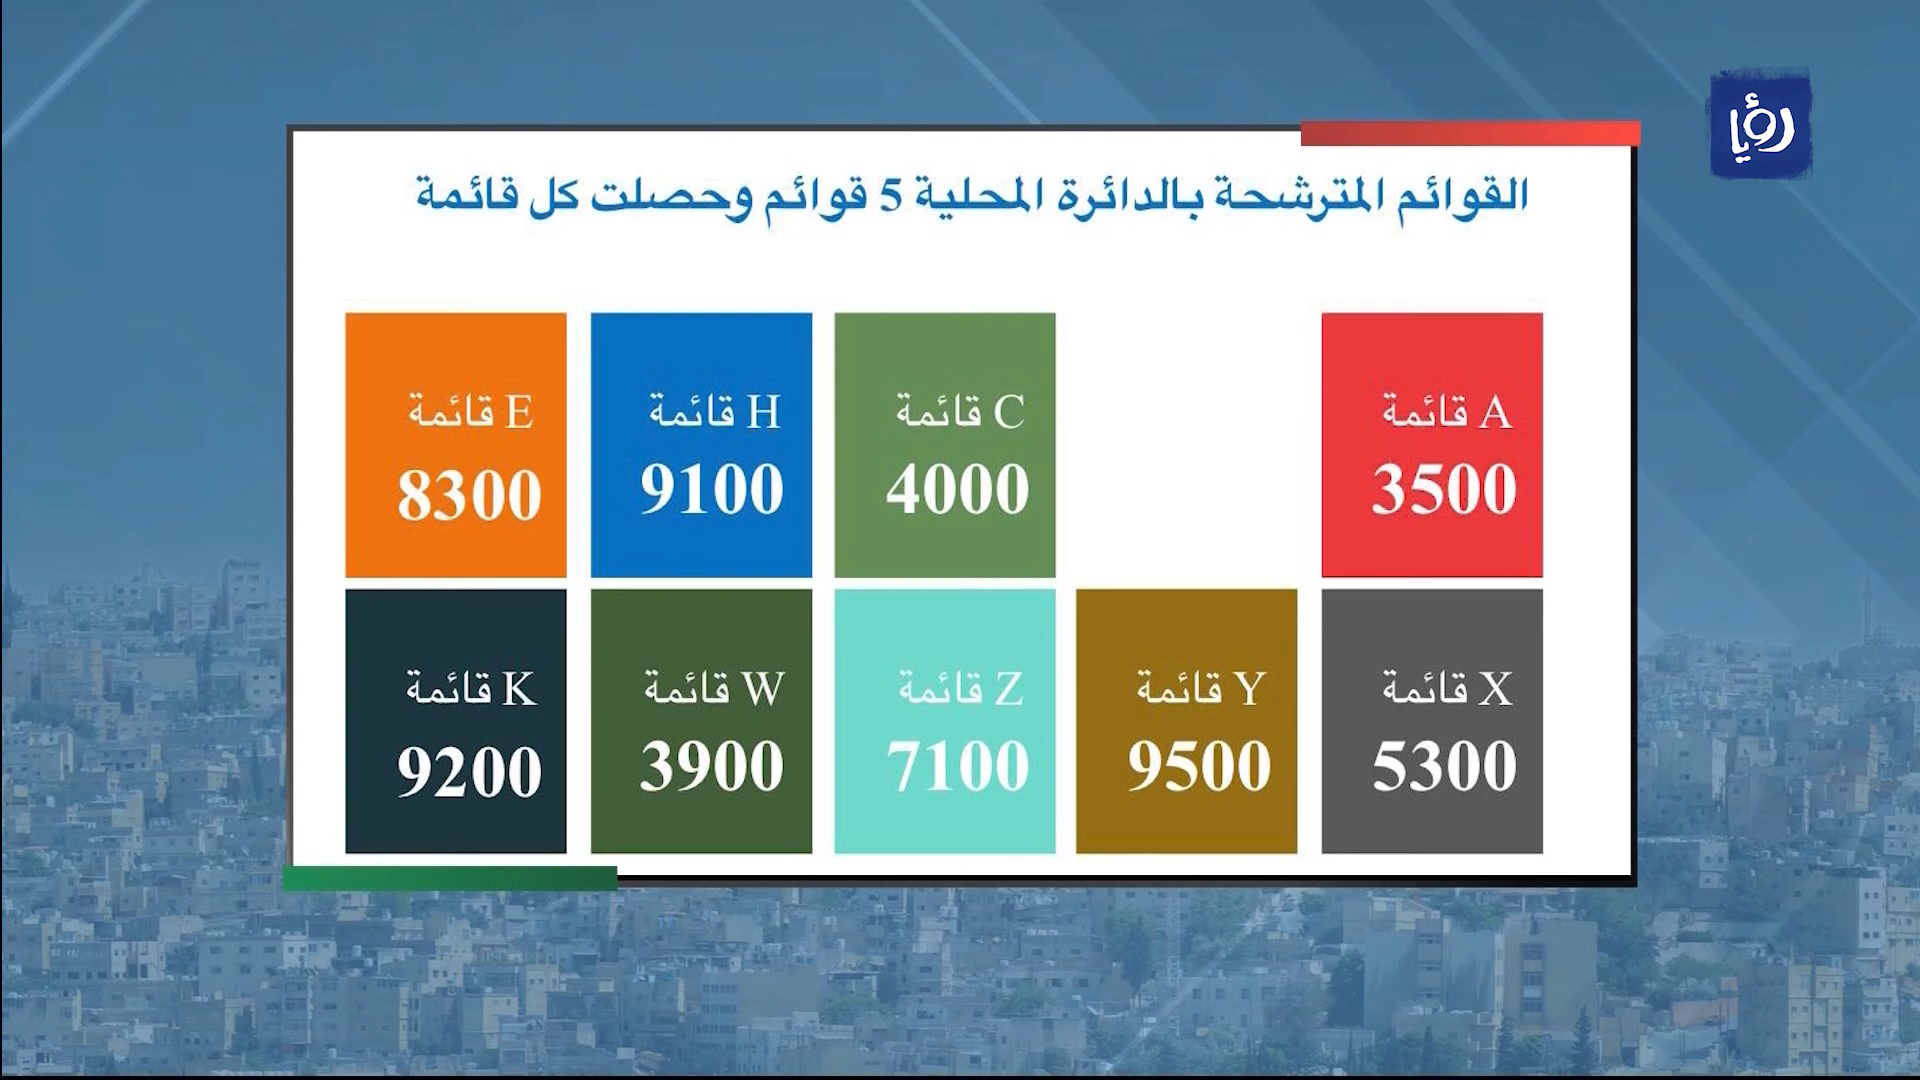 رؤيا
القوائم المترشحة بالدائرة المحلية 5 قوائم وحصلت كل قائمة
قائمة A
3500
قائمة C
4000
قائمة H
9100
قائمة E
8300
قائمة X
5300
قائمة Y
9500
قائمة Z
7100
قائمة W
3900
قائمة K
9200